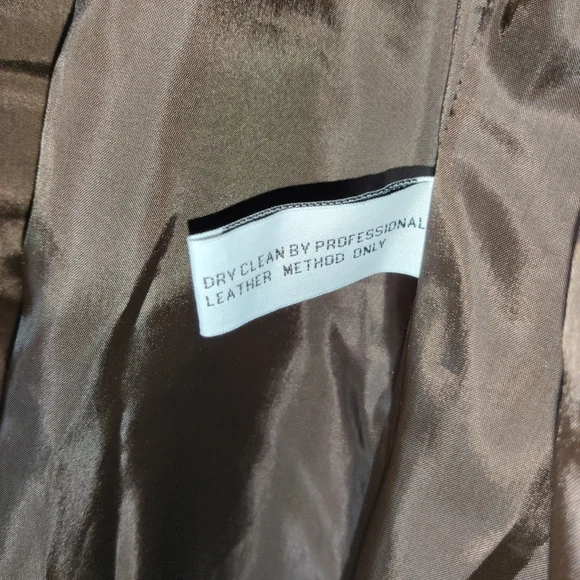 DRY CLEAN BY PROFESSIONAL
LEATHER METHOD ONLY